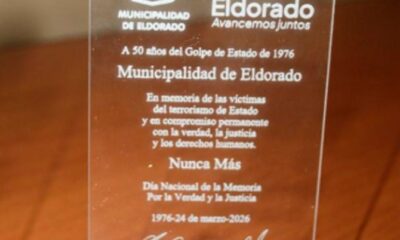 MUNICIPALIDAD
DE ELDORADO
Eldorado
Avancemos juntos
A 50 años del Golpe de Estado de 1976
Municipalidad de Eldorado
En memoria de las víctimas
del terrorismo de Estado
y en compromiso permanente
con la verdad, la justicia
y los derechos humanos.
Nunca Más
Día Nacional de la Memoria
Por la Verdad y la Justicia
1976-24 de marzo-2026